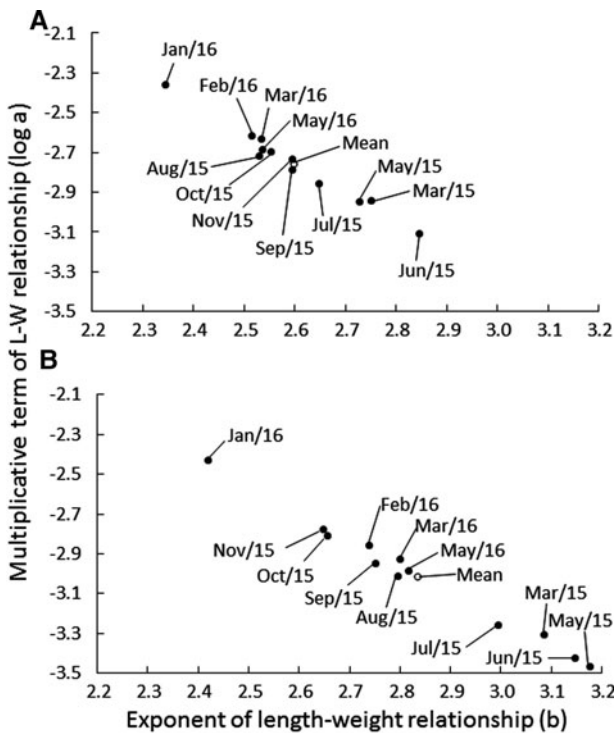 A
Multiplicative term of L-W relationship (log a)
-2.1
-2.3
-2.5
-2.7
-2.9
-3.1
-3.3
-3.5
Jan/16
Feb/16
Mar/16
May/16
Mean
Aug/15
Oct/15
Nov/15
Sep/15
Jul/15
May/15
Mar/15
Jun/15
2.2 2.3 2.4 2.5 2.6 2.7 2.8 2.9 3.0 3.1 3.2
B
-2.1
-2.3
-2.5
-2.7
-2.9
-3.1
-3.3
-3.5
Jan/16
Nov/15
Oct/15
Feb/16
Mar/16
May/16
Mean
Sep/15
Aug/15
Jul/15
Mar/15
May/15
Jun/15
2.2 2.3 2.4 2.5 2.6 2.7 2.8 2.9 3.0 3.1 3.2
Exponent of length-weight relationship (b)